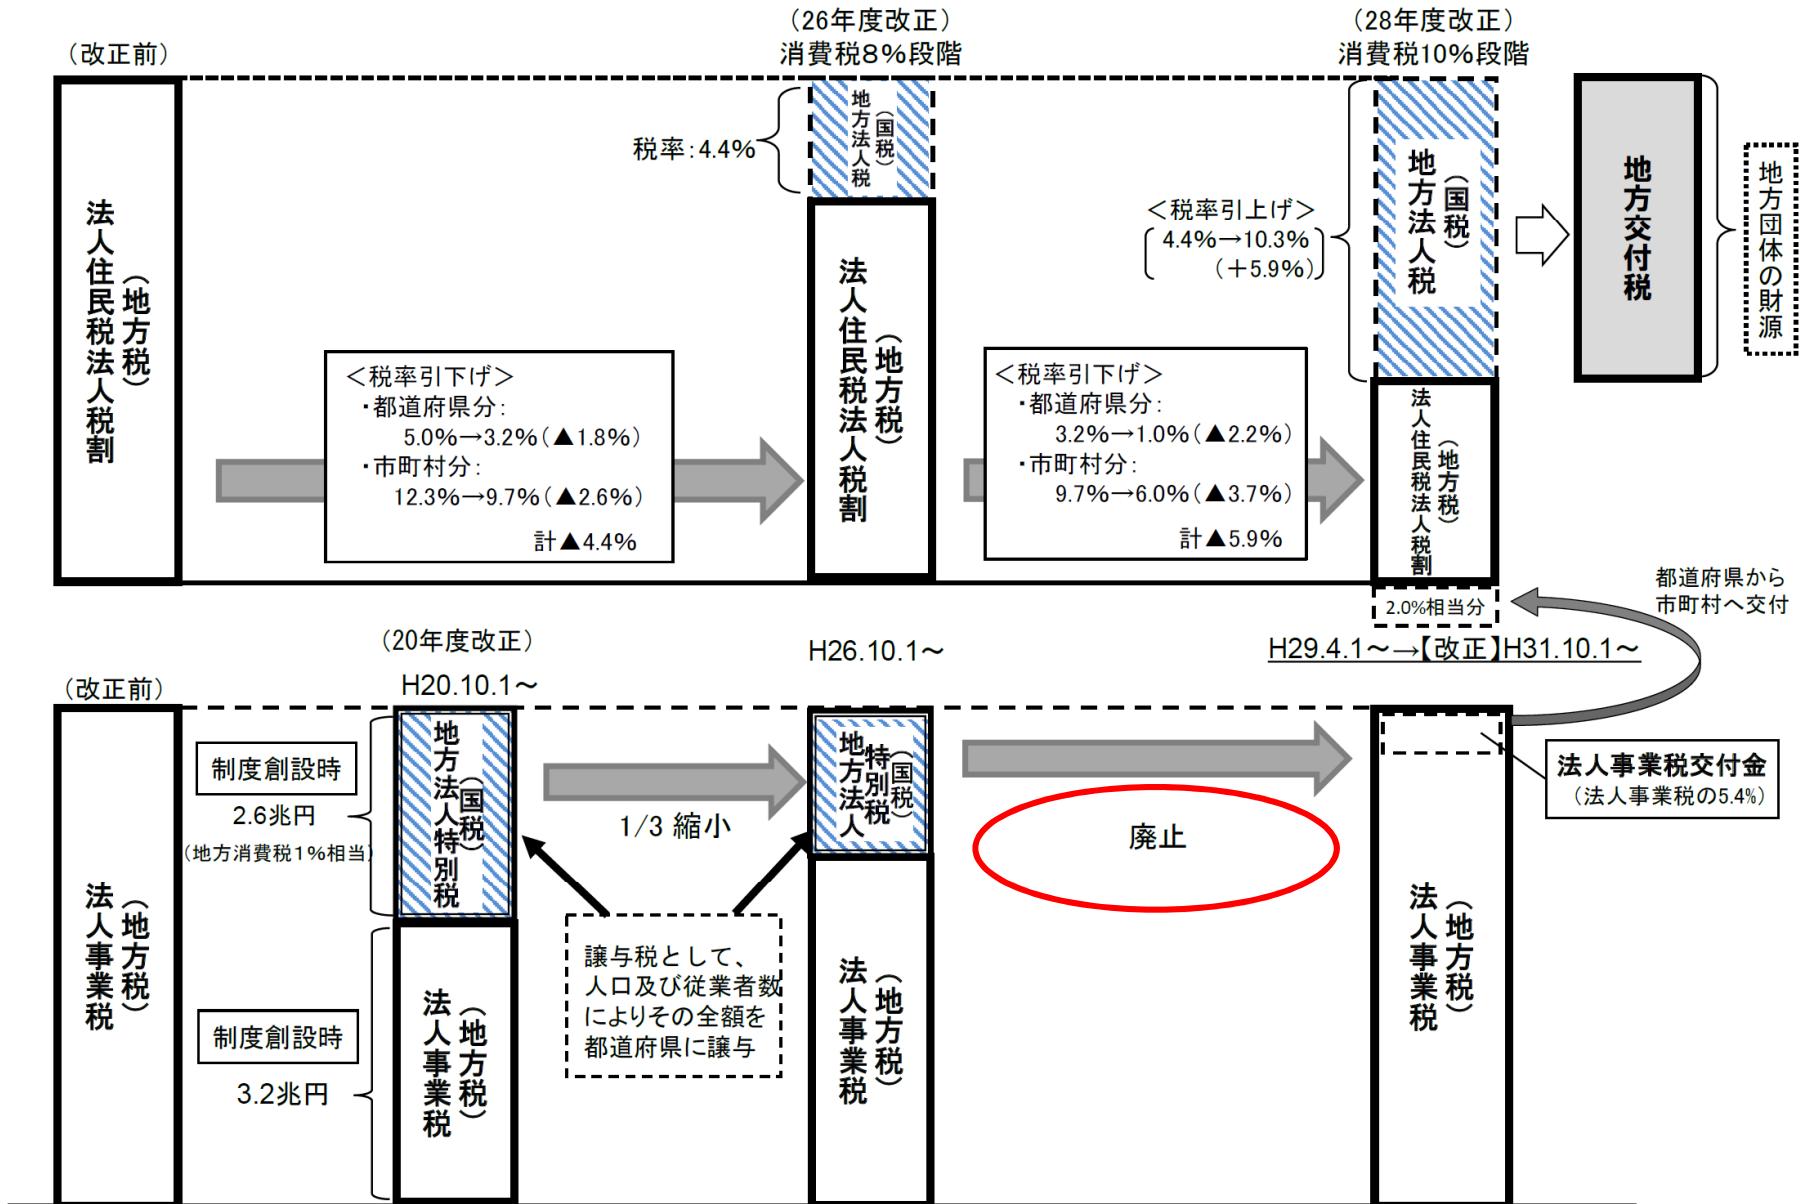 （改正前）
（26年度改正）
消費税8％段階
（28年度改正）
消費税10％段階
法人住民税法人税割
（地方税）
税率：4.4％
地方法人税
（国税）
法人住民税法人税割
（地方税）
＜税率引下げ＞
・都道府県分：
5.0％→3.2％（▲1.8％）
・市町村分：
12.3％→9.7％（▲2.6％）
計▲4.4％
＜税率引下げ＞
・都道府県分：
3.2％→1.0％（▲2.2％）
・市町村分：
9.7％→6.0％（▲3.7％）
計▲5.9％
＜税率引上げ＞
4.4％→10.3％
（＋5.9％）
地方法人税
（国税）
法人住民税法人税割
（地方税）
2.0%相当分
地方交付税
地方団体の財源
都道府県から
市町村へ交付
（20年度改正）
H20.10.1～
H26.10.1～
H29.4.1～→【改正】H31.10.1～
（改正前）
法人事業税
（地方税）
制度創設時
2.6兆円
（地方消費税1％相当）
制度創設時
3.2兆円
地方法人特別税
（国税）
法人事業税
（地方税）
1/3 縮小
譲与税として、
人口及び従業者数
によりその全額を
都道府県に譲与
地方法人
特別税
（国税）
法人事業税
（地方税）
廃止
法人事業税
（地方税）
法人事業税交付金
（法人事業税の5.4%）